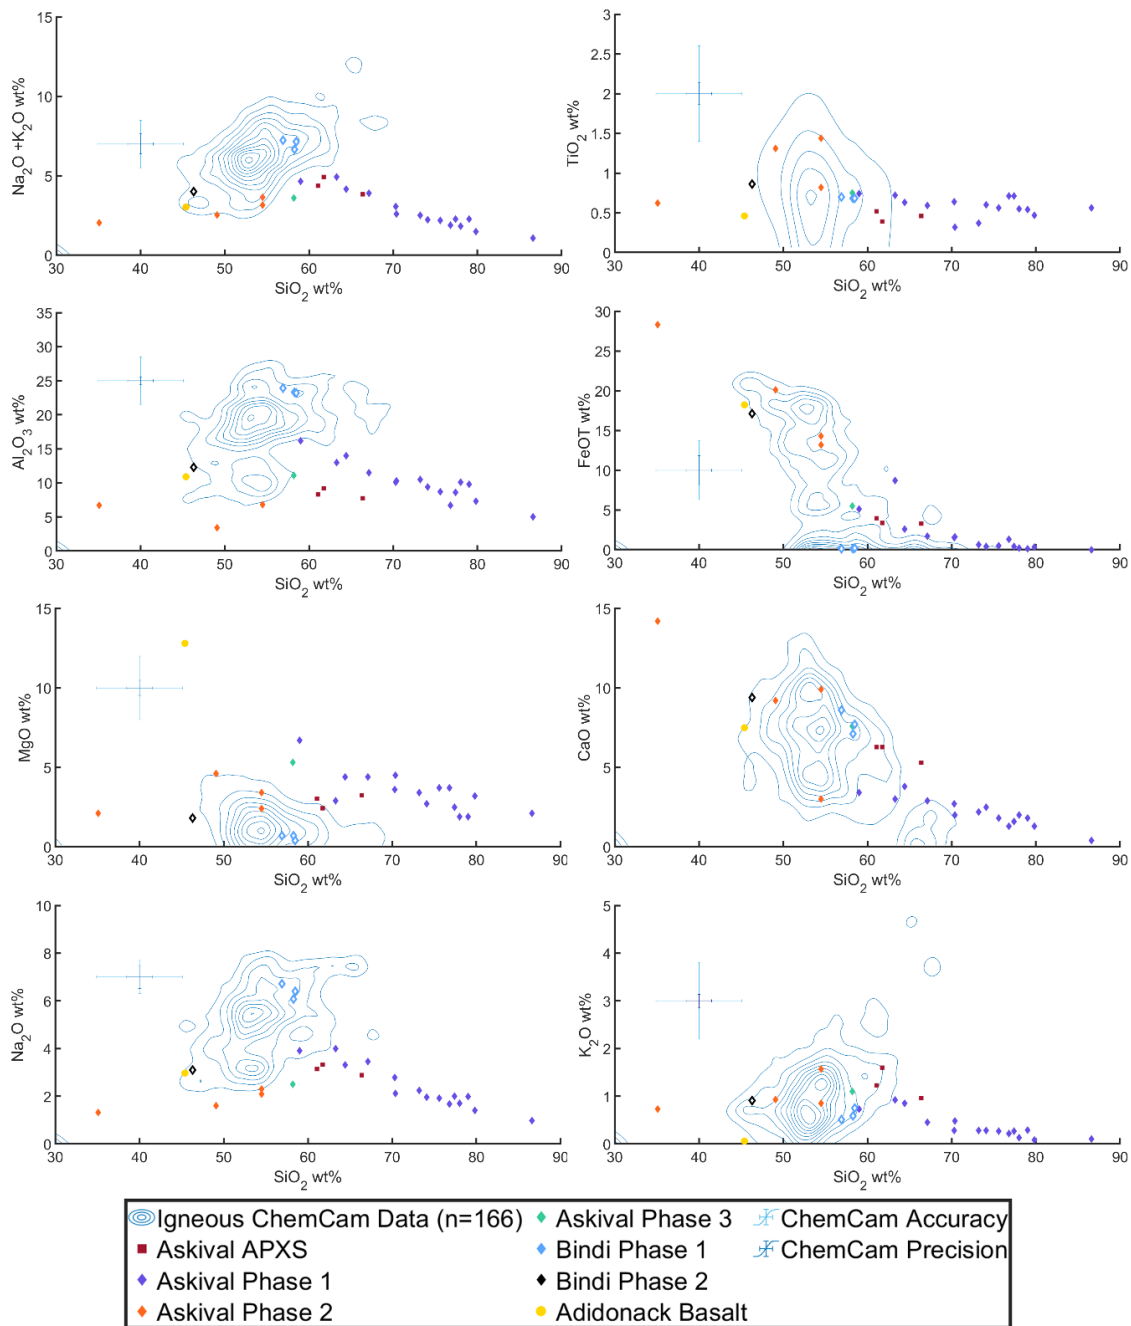 15
10
5
0
30 40 50 60 70 80 90
Na2O +K2O wt%
SiO2 wt%
3
2.5
2
1.5
1
0.5
0
30 40 50 60 70 80 90
TiO2 wt%
SiO2 wt%
35
30
25
20
15
10
5
0
30 40 50 60 70 80 90
Al2O3 wt%
SiO2 wt%
30
25
20
15
10
5
0
30 40 50 60 70 80 90
FeOT wt%
SiO2 wt%
15
10
5
0
30 40 50 60 70 80 90
MgO wt%
SiO2 wt%
15
10
5
0
30 40 50 60 70 80 90
CaO wt%
SiO2 wt%
10
8
6
4
2
0
30 40 50 60 70 80 90
Na2O wt%
SiO2 wt%
5
4
3
2
1
0
30 40 50 60 70 80 90
K2O wt%
SiO2 wt%
Igneous ChemCam Data (n=166)
Askival APXS
Askival Phase 1
Askival Phase 2
Askival Phase 3
Bindi Phase 1
Bindi Phase 2
Adidonack Basalt
ChemCam Accuracy
ChemCam Precision